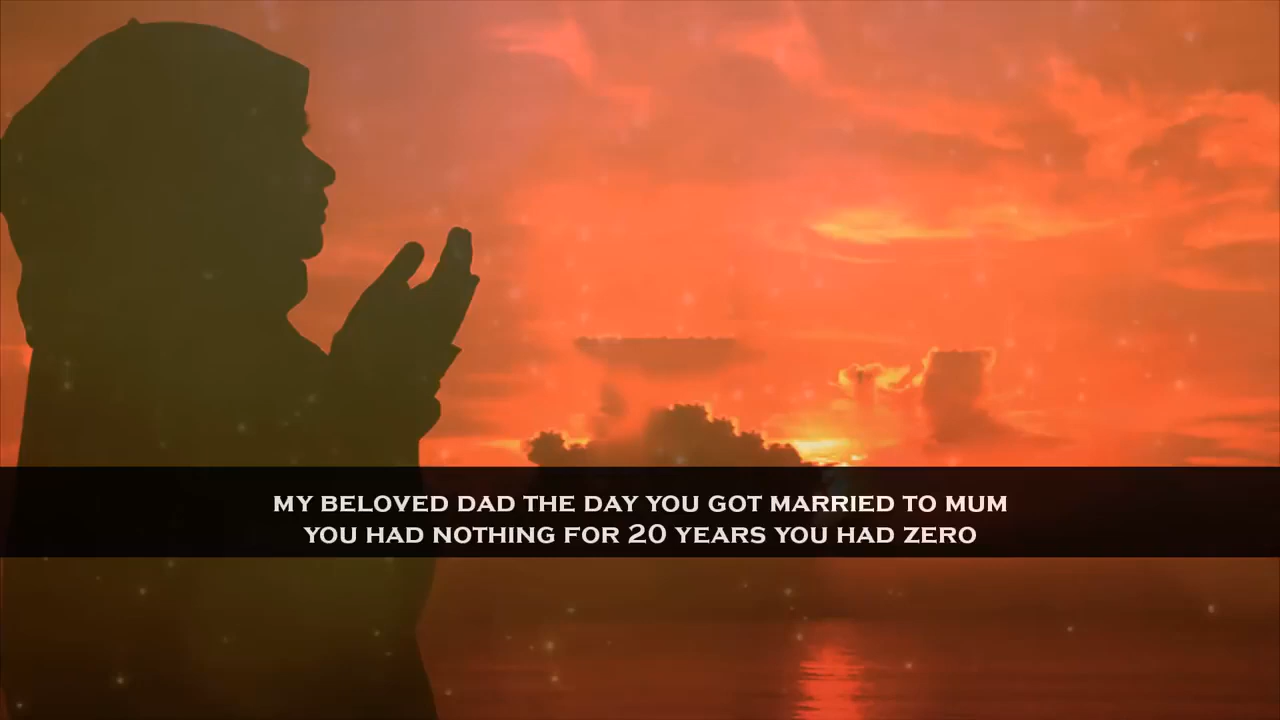 MY BELOVED DAD THE DAY YOU GOT MARRIED TO MUM
YOU HAD NOTHING FOR 20 YEARS YOU HAD ZERO